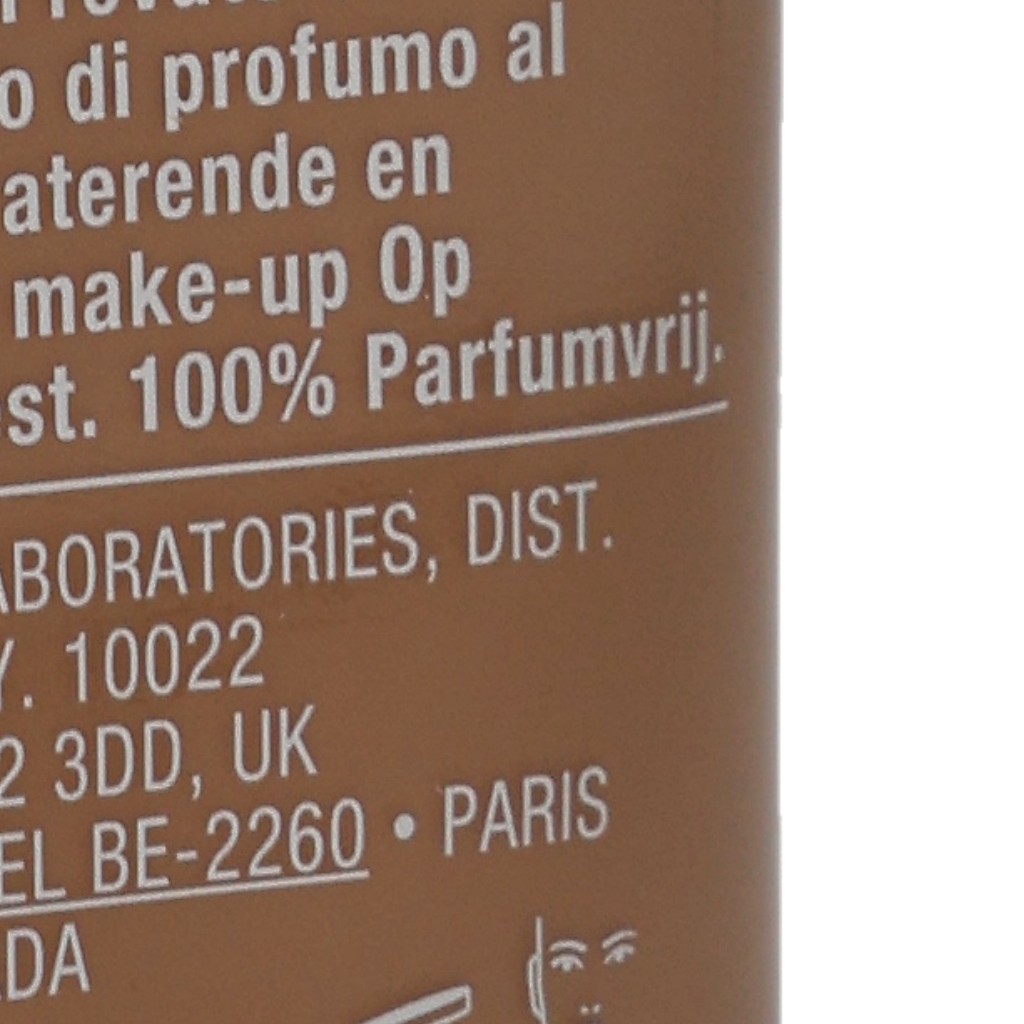 o di profumo al
aterende en
make-up Op
est. 100% Parfumvrij.
ABORATORIES, DIST.
Y. 10022
2 3DD, UK
EL BE-2260 • PARIS
DA